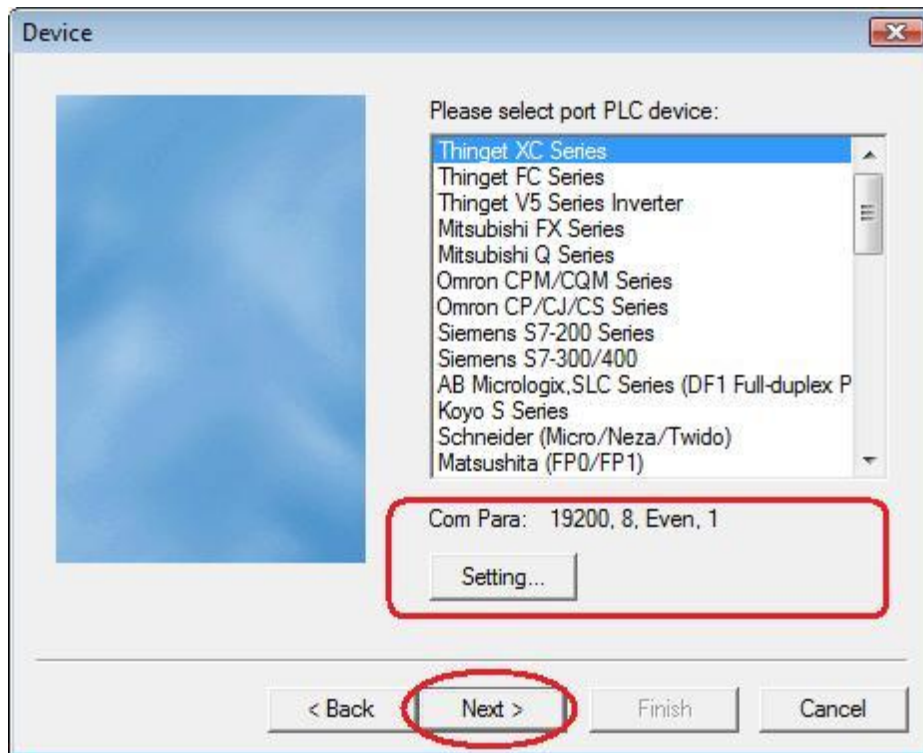 Device
Please select port PLC device:
Thinget XC Series
Thinget FC Series
Thinget V5 Series Inverter
Mitsubishi FX Series
Mitsubishi Q Series
Omron CPM/CQM Series
Omron CP/CJ/CS Series
Siemens S7-200 Series
Siemens S7-300/400
AB Micrologix,SLC Series (DF1 Full-duplex P
Koyo S Series
Schneider (Micro/Neza/Twido)
Matsushita (FP0/FP1)
Com Para: 19200, 8, Even, 1
Setting...
< Back Next > Finish Cancel